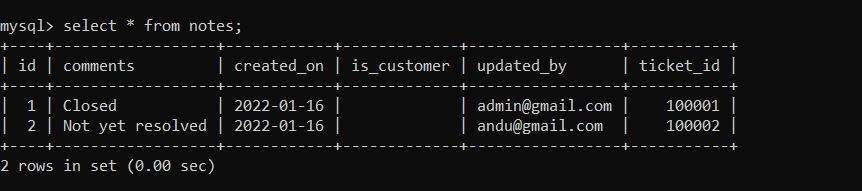 mysql> select * from notes;
+----+------------------+------------+-------------+-----------------+-----------+
| id | comments         | created_on | is_customer | updated_by      | ticket_id |
+----+------------------+------------+-------------+-----------------+-----------+
|  1 | Closed           | 2022-01-16 |             | admin@gmail.com |    100001 |
|  2 | Not yet resolved | 2022-01-16 |             | andu@gmail.com  |    100002 |
+----+------------------+------------+-------------+-----------------+-----------+
2 rows in set (0.00 sec)